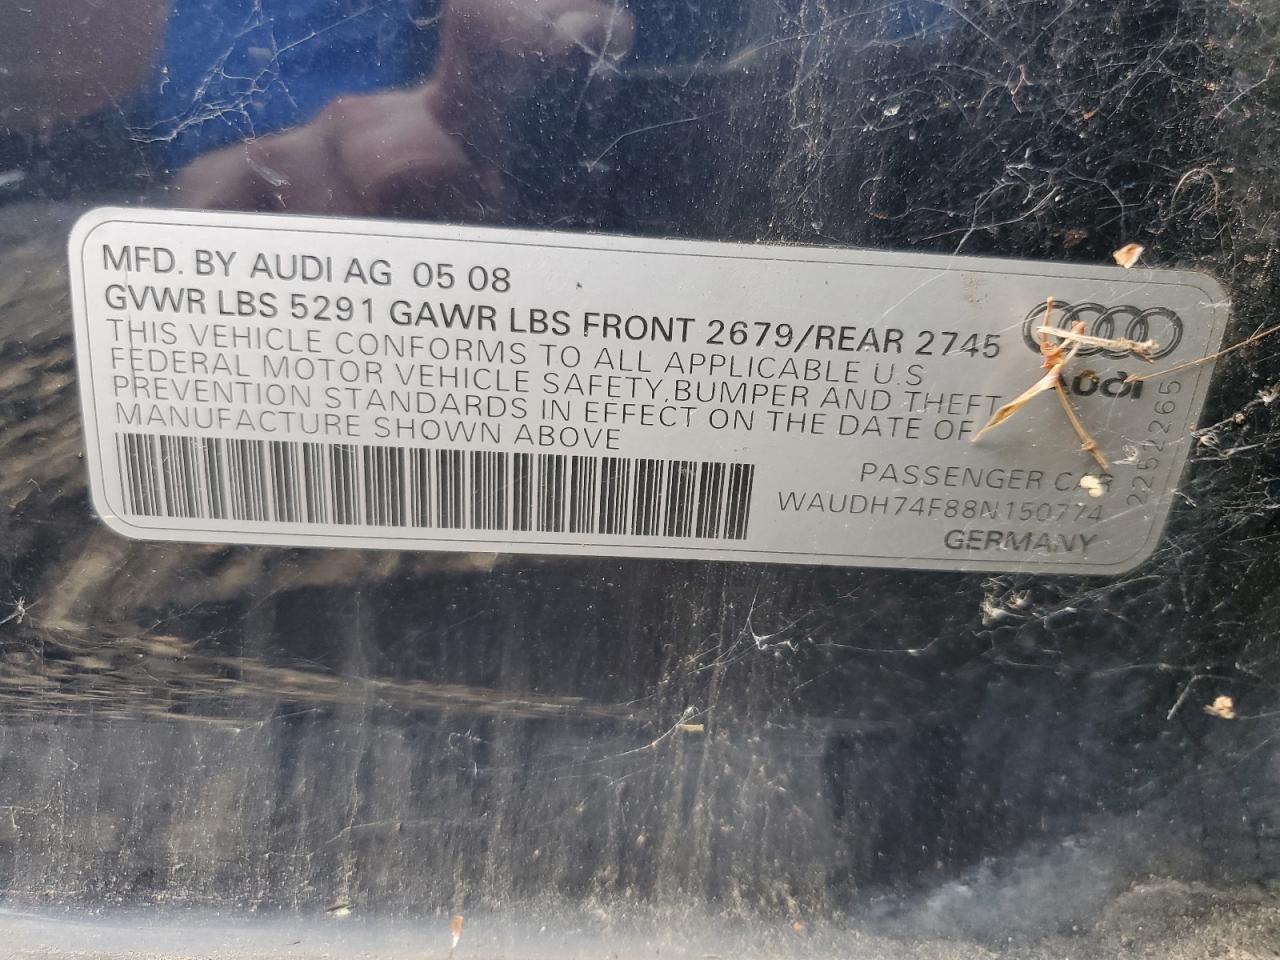 MFD. BY AUDI AG 05 08
GVWR LBS 5291 GAWR LBS FRONT 2679/REAR 2745
THIS VEHICLE CONFORMS TO ALL APPLICABLE U.S
FEDERAL MOTOR VEHICLE SAFETY, BUMPER AND THEFT
PREVENTION STANDARDS IN EFFECT ON THE DATE OF
MANUFACTURE SHOWN ABOVE
Audi
PASSENGER CAR
WAUDH74F88N150774
GERMANY
2252265